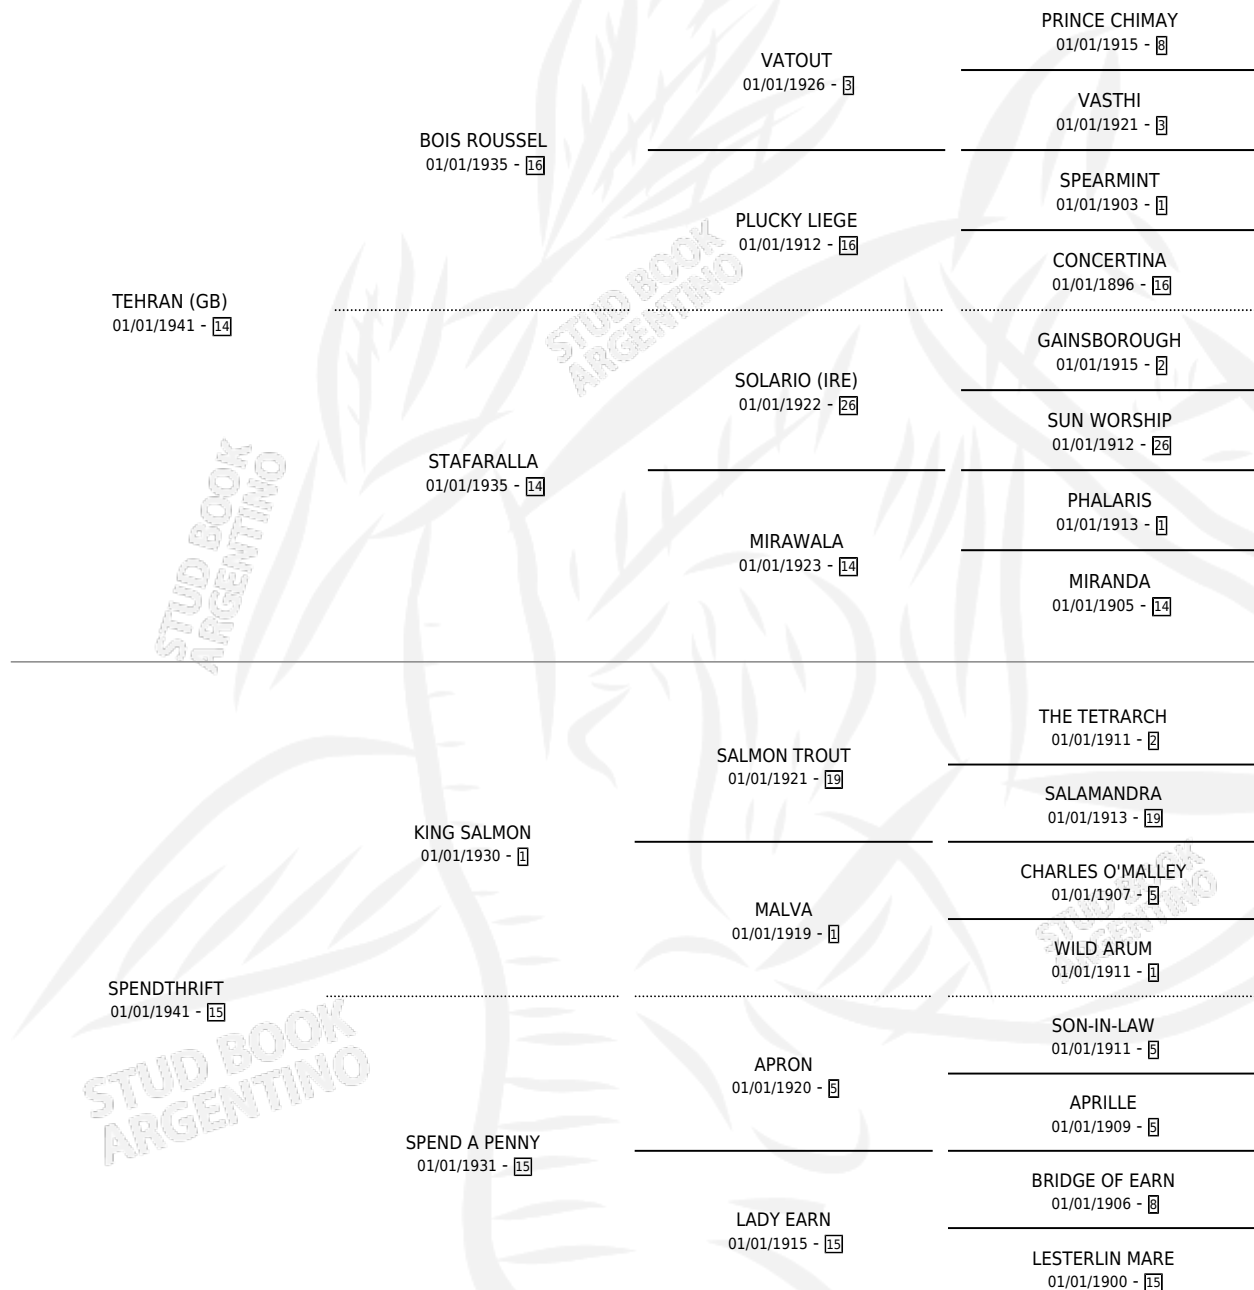 PRINCE CHIMAY
01/01/1915 - 8
VATOUT
01/01/1926 - 3
VASTHI
01/01/1921 - 3
BOIS ROUSSEL
01/01/1935 - 16
SPEARMINT
01/01/1903 - 1
PLUCKY LIEGE
01/01/1912 - 16
CONCERTINA
01/01/1896 - 16
TEHRAN (GB)
01/01/1941 - 14
GAINSBOROUGH
01/01/1915 - 2
SOLARIO (IRE)
01/01/1922 - 26
SUN WORSHIP
01/01/1912 - 26
STAFARALLA
01/01/1935 - 14
PHALARIS
01/01/1913 - 1
MIRAWALA
01/01/1923 - 14
MIRANDA
01/01/1905 - 14
STUD BOOK
ARGENTINO
STUD BOOK
ARGENTINO
THE TETRARCH
01/01/1911 - 2
SALMON TROUT
01/01/1921 - 19
SALAMANDRA
01/01/1913 - 19
KING SALMON
01/01/1930 - 1
CHARLES O'MALLEY
01/01/1907 - 5
MALVA
01/01/1919 - 1
WILD ARUM
01/01/1911 - 1
STUD BOOK
ARGENTINO
SPENDTHRIFT
01/01/1941 - 15
SON-IN-LAW
01/01/1911 - 5
APRON
01/01/1920 - 5
APRILLE
01/01/1909 - 5
SPEND A PENNY
01/01/1931 - 15
BRIDGE OF EARN
01/01/1906 - 8
LADY EARN
01/01/1915 - 15
LESTERLIN MARE
01/01/1900 - 15
STUD BOOK
ARGENTINO